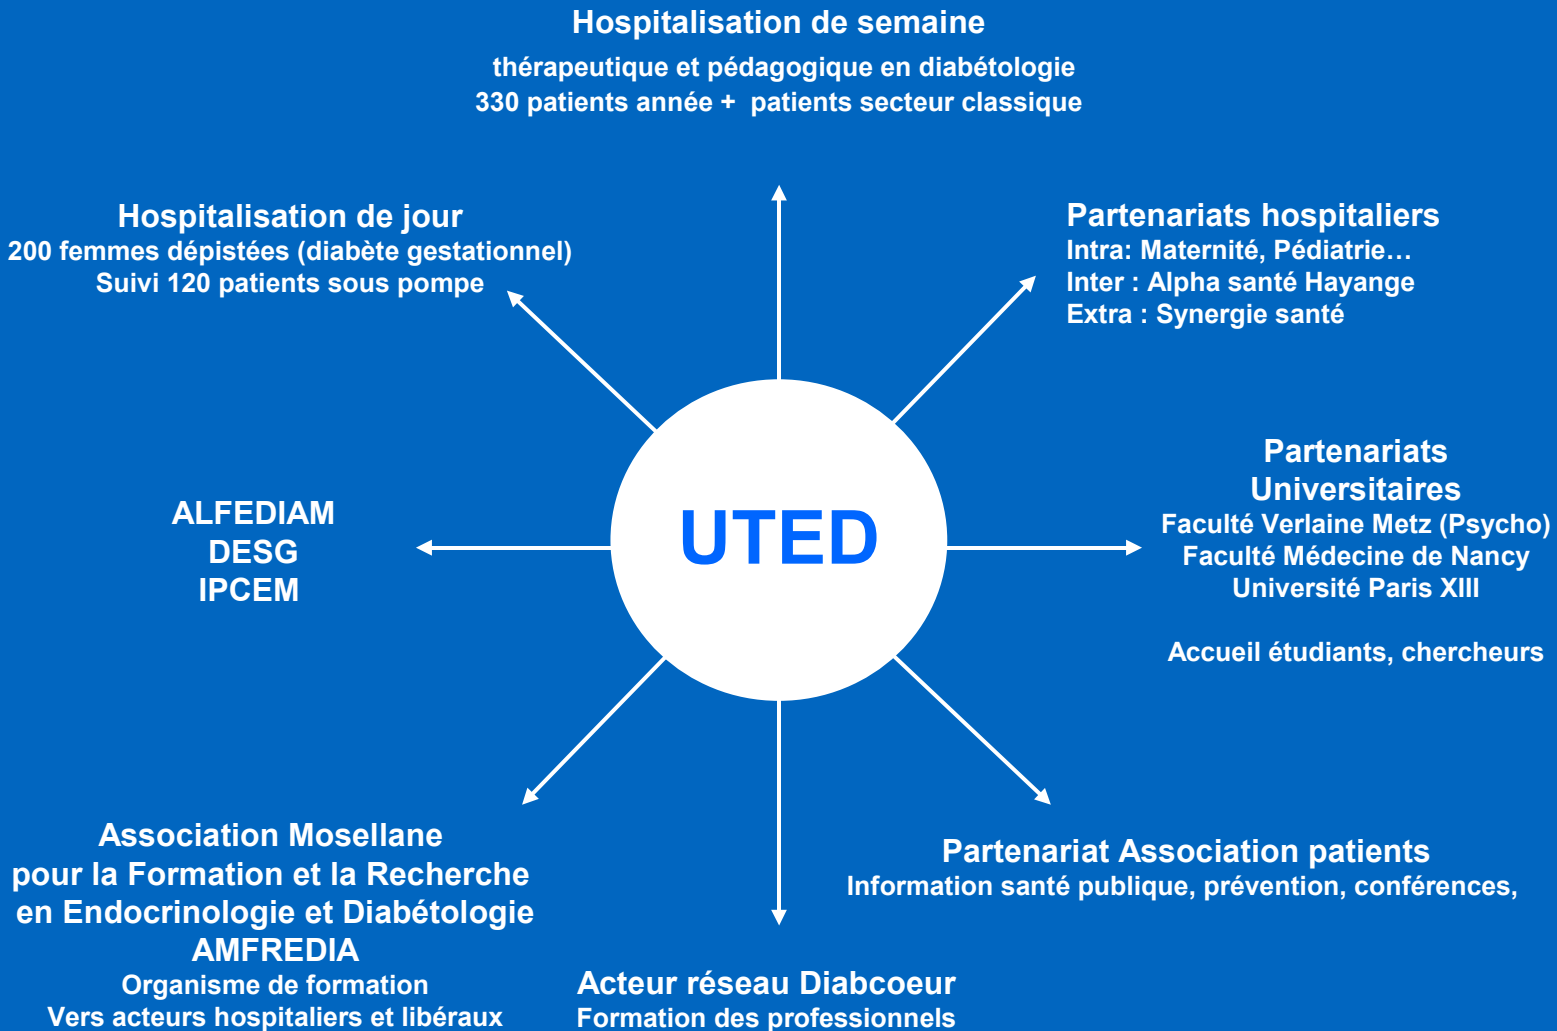 Hospitalisation de semaine
thérapeutique et pédagogique en diabétologie
330 patients année + patients secteur classique
Hospitalisation de jour
200 femmes dépistées (diabète gestationnel)
Suivi 120 patients sous pompe
Partenariats hospitaliers
Intra: Maternité, Pédiatrie…
Inter : Alpha santé Hayange
Extra : Synergie santé
ALFEDIAM
DESG
IPCEM
UTED
Partenariats
Universitaires
Faculté Verlaine Metz (Psycho)
Faculté Médecine de Nancy
Université Paris XIII
Accueil étudiants, chercheurs
Association Mosellane
pour la Formation et la Recherche
en Endocrinologie et Diabétologie
AMFREDIA
Organisme de formation
Vers acteurs hospitaliers et libéraux
Acteur réseau Diabcoeur
Formation des professionnels
Partenariat Association patients
Information santé publique, prévention, conférences,